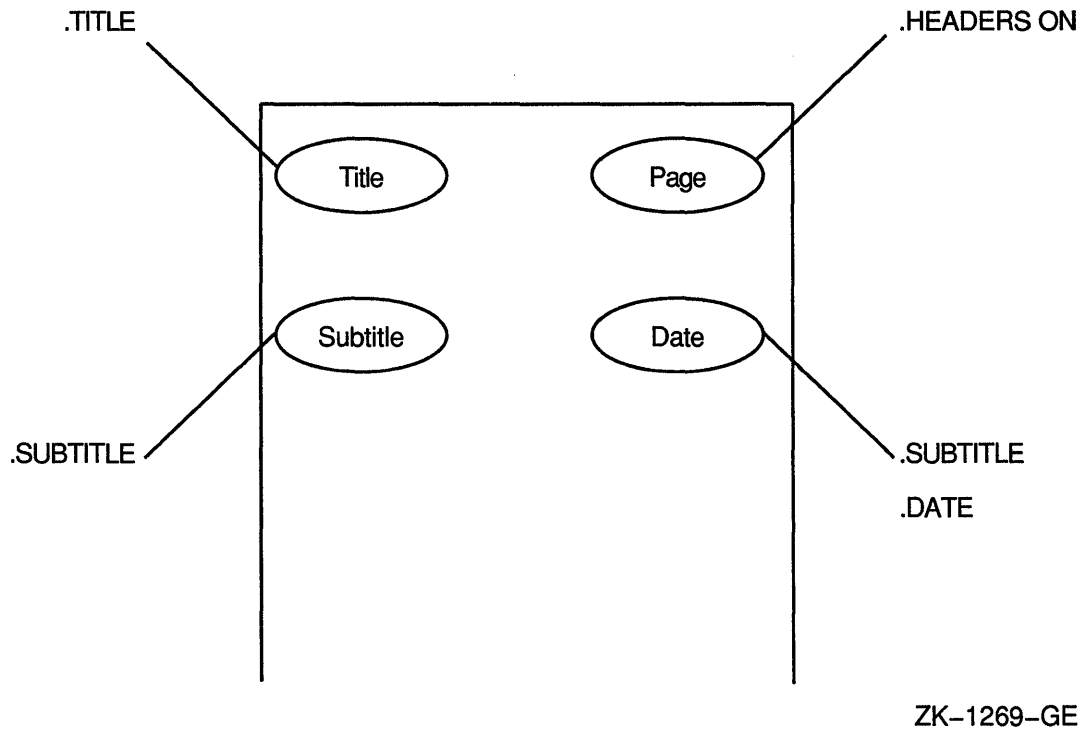 .TITLE
.HEADERS ON
Title
Page
Subtitle
Date
.SUBTITLE
.SUBTITLE
.DATE
ZK–1269–GE